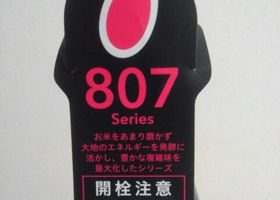 807
Series
お米をあまり磨かず
大地のエネルギーを発酵に
活かし、豊かな複雑味を
最大化したシリーズ
開栓注意